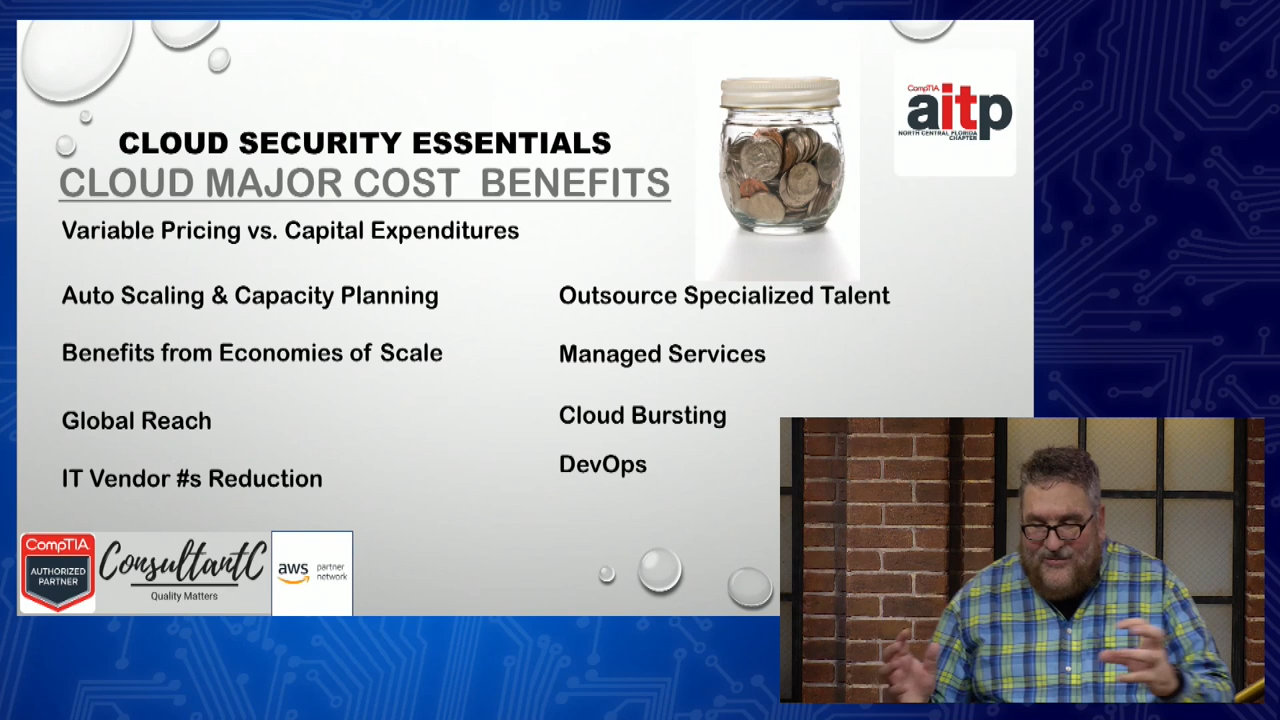 CLOUD SECURITY ESSENTIALS
CLOUD MAJOR COST BENEFITS
Variable Pricing vs. Capital Expenditures
Auto Scaling & Capacity Planning
Benefits from Economies of Scale
Global Reach
IT Vendor #s Reduction
Outsource Specialized Talent
Managed Services
Cloud Bursting
DevOps
CompTIA
aitp
NORTH CENTRAL FLORIDA
CHAPTER
CompTIA
AUTHORIZED
PARTNER
ConsultantC
Quality Matters
aws partner
network